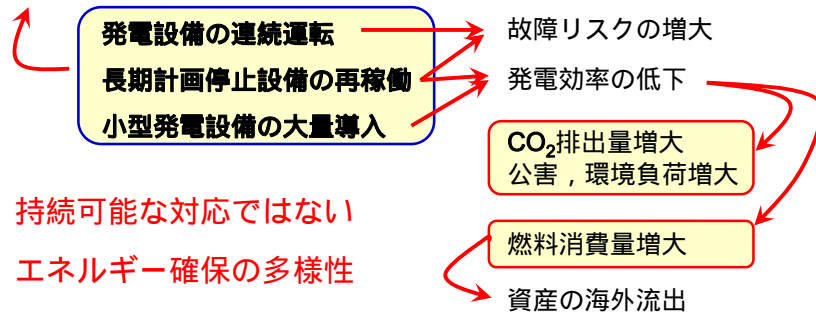 発電設備の連続運転
長期計画停止設備の再稼働
小型発電設備の大量導入
故障リスクの増大
発電効率の低下
CO₂排出量増大
公害，環境負荷増大
燃料消費量増大
資産の海外流出
持続可能な対応ではない
エネルギー確保の多様性